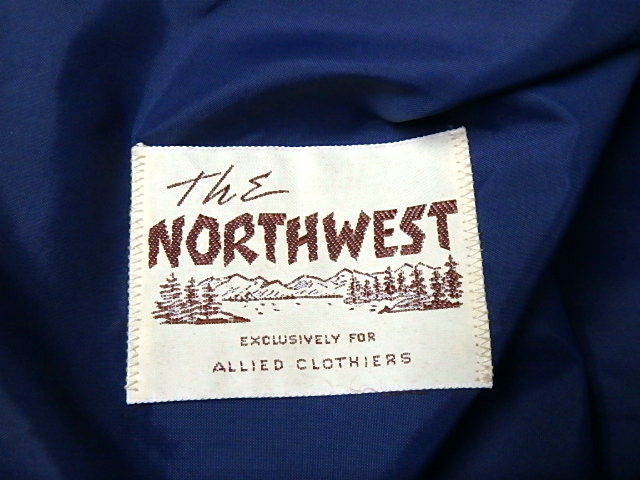 The
NORTHWEST
EXCLUSIVELY FOR
ALLIED CLOTHIERS